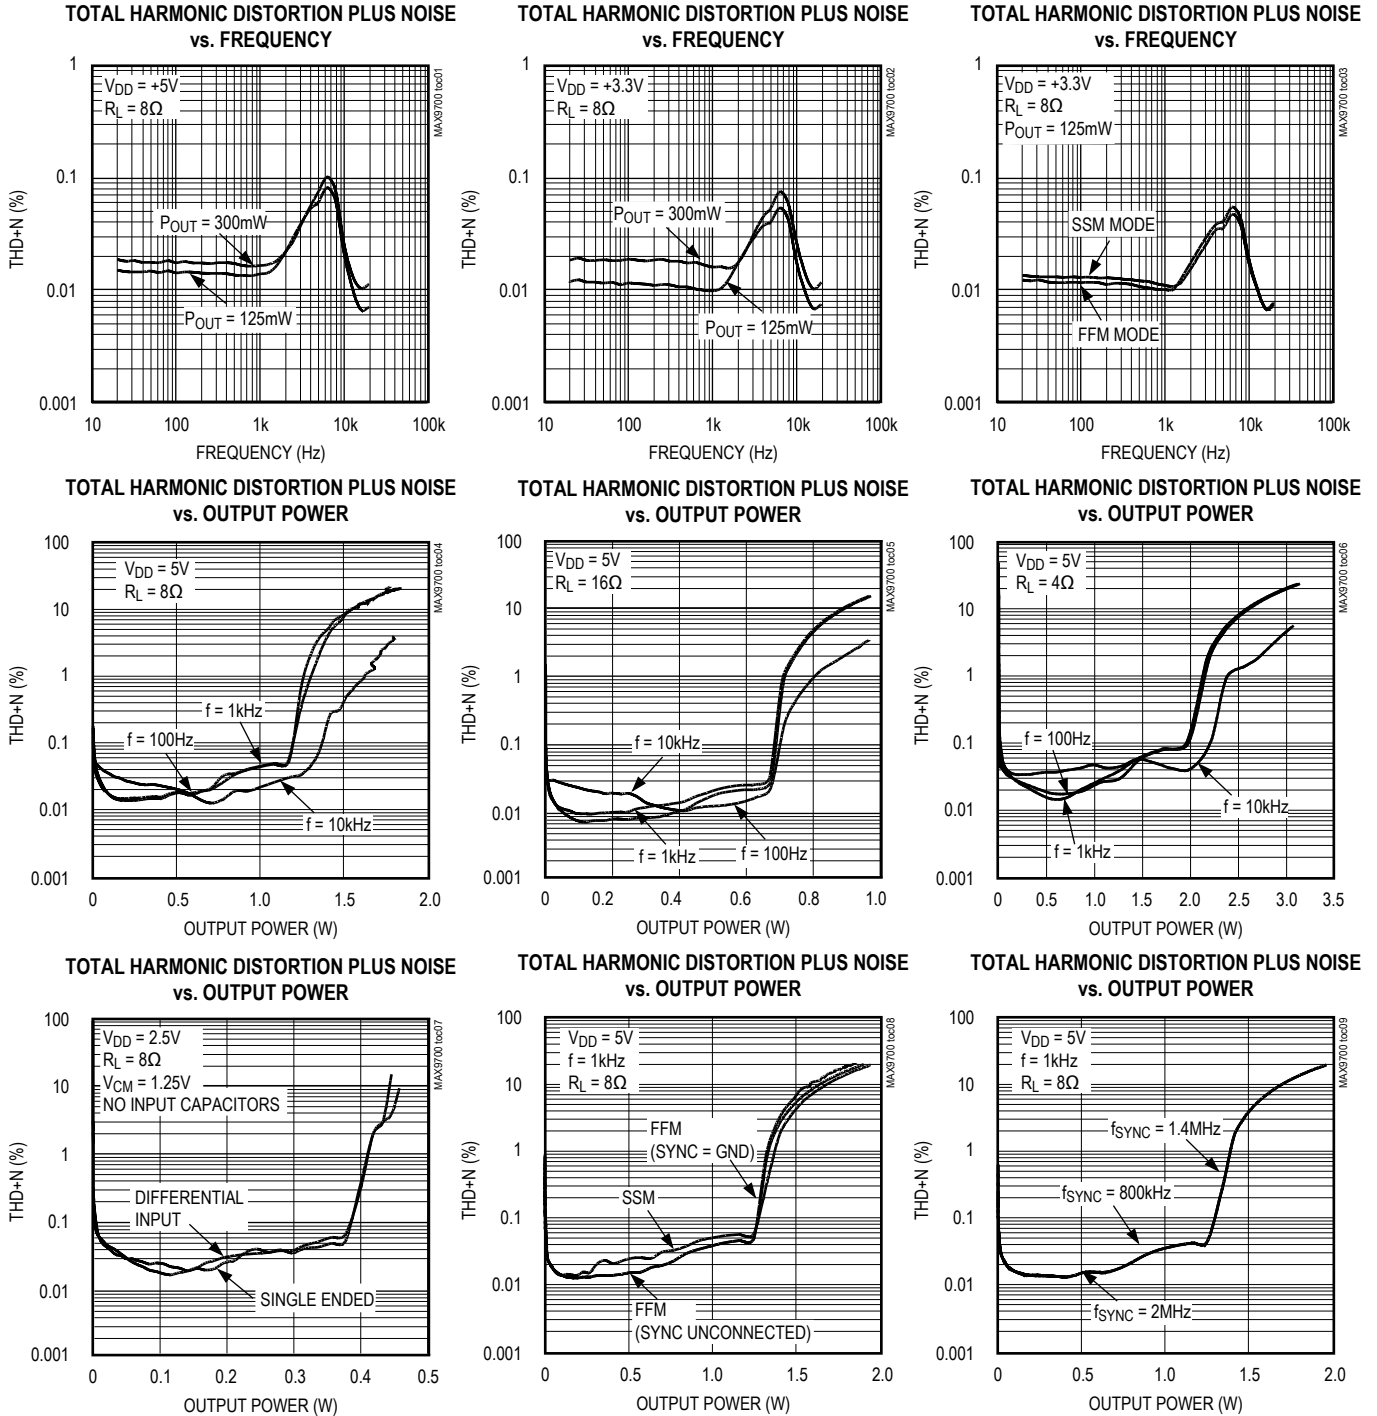 TOTAL HARMONIC DISTORTION PLUS NOISE
vs. FREQUENCY
1
0.1
0.01
0.001
THD+N (%)
VDD = +5V
RL = 8Ω
MAX9700 toc01
POUT = 300mW
POUT = 125mW
10
100
1k
10k
100k
FREQUENCY (Hz)
TOTAL HARMONIC DISTORTION PLUS NOISE
vs. FREQUENCY
1
0.1
0.01
0.001
THD+N (%)
VDD = +3.3V
RL = 8Ω
MAX9700 toc02
POUT = 300mW
POUT = 125mW
10
100
1k
10k
100k
FREQUENCY (Hz)
TOTAL HARMONIC DISTORTION PLUS NOISE
vs. FREQUENCY
1
0.1
0.01
0.001
THD+N (%)
VDD = +3.3V
RL = 8Ω
POUT = 125mW
MAX9700 toc03
SSM MODE
FFM MODE
10
100
1k
10k
100k
FREQUENCY (Hz)
TOTAL HARMONIC DISTORTION PLUS NOISE
vs. OUTPUT POWER
100
10
1
0.1
0.01
0.001
THD+N (%)
VDD = 5V
RL = 8Ω
MAX9700 toc04
f = 1kHz
f = 100Hz
f = 10kHz
0
0.5
1.0
1.5
2.0
OUTPUT POWER (W)
TOTAL HARMONIC DISTORTION PLUS NOISE
vs. OUTPUT POWER
100
10
1
0.1
0.01
0.001
THD+N (%)
VDD = 5V
RL = 16Ω
MAX9700 toc05
f = 10kHz
f = 1kHz
f = 100Hz
0
0.2
0.4
0.6
0.8
1.0
OUTPUT POWER (W)
TOTAL HARMONIC DISTORTION PLUS NOISE
vs. OUTPUT POWER
100
10
1
0.1
0.01
0.001
THD+N (%)
VDD = 5V
RL = 4Ω
MAX9700 toc06
f = 100Hz
f = 10kHz
f = 1kHz
0
0.5
1.0
1.5
2.0
2.5
3.0
3.5
OUTPUT POWER (W)
TOTAL HARMONIC DISTORTION PLUS NOISE
vs. OUTPUT POWER
100
10
1
0.1
0.01
0.001
THD+N (%)
VDD = 2.5V
RL = 8Ω
VCM = 1.25V
NO INPUT CAPACITORS
MAX9700 toc07
DIFFERENTIAL
INPUT
SINGLE ENDED
0
0.1
0.2
0.3
0.4
0.5
OUTPUT POWER (W)
TOTAL HARMONIC DISTORTION PLUS NOISE
vs. OUTPUT POWER
100
10
1
0.1
0.01
0.001
THD+N (%)
VDD = 5V
f = 1kHz
RL = 8Ω
MAX9700 toc08
FFM
(SYNC = GND)
SSM
FFM
(SYNC UNCONNECTED)
0
0.5
1.0
1.5
2.0
OUTPUT POWER (W)
TOTAL HARMONIC DISTORTION PLUS NOISE
vs. OUTPUT POWER
100
10
1
0.1
0.01
0.001
THD+N (%)
VDD = 5V
f = 1kHz
RL = 8Ω
MAX9700 toc09
fSYNC = 1.4MHz
fSYNC = 800kHz
fSYNC = 2MHz
0
0.5
1.0
1.5
2.0
OUTPUT POWER (W)